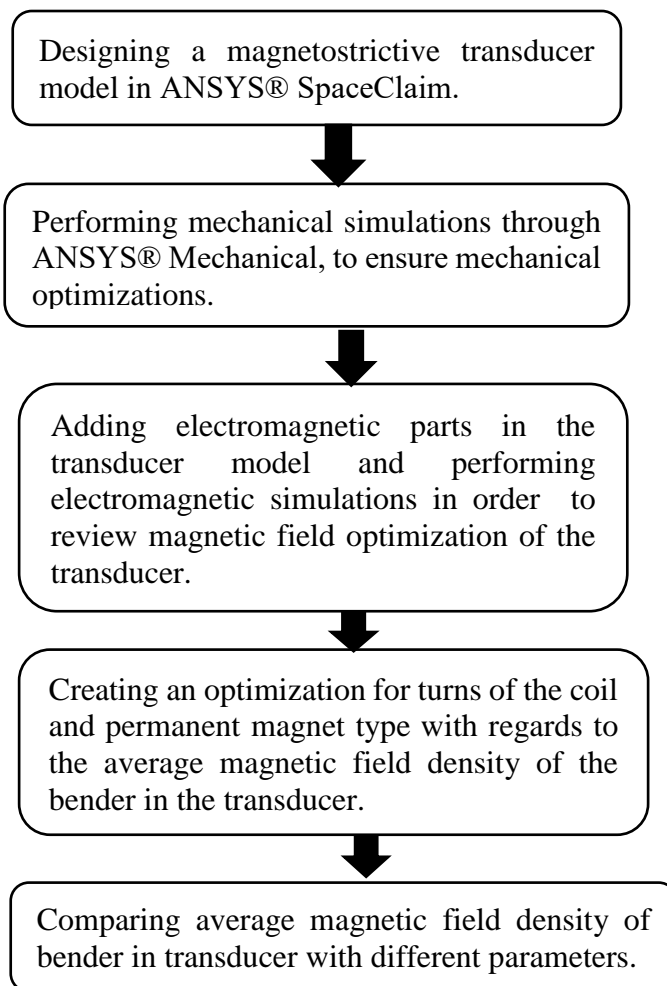 Designing a magnetostrictive transducer
model in ANSYS® SpaceClaim.
Performing mechanical simulations through
ANSYS® Mechanical, to ensure mechanical
optimizations.
Adding electromagnetic parts in the
transducer model and performing
electromagnetic simulations in order to
review magnetic field optimization of the
transducer.
Creating an optimization for turns of the coil
and permanent magnet type with regards to
the average magnetic field density of the
bender in the transducer.
Comparing average magnetic field density of
bender in transducer with different parameters.